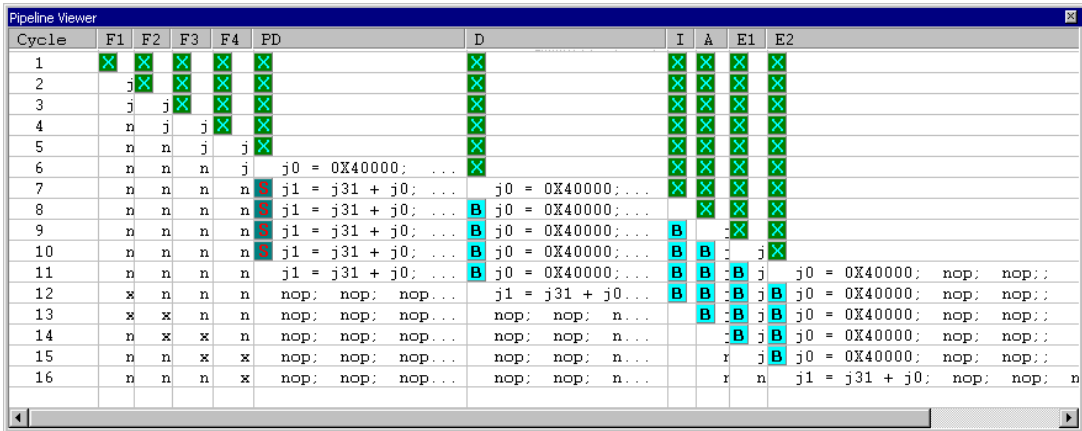 Pipeline Viewer
Cycle F1 F2 F3 F4 PD D I A E1 E2
1 X X X X X X X X X X
2 j X X X X X X X X X
3 j j X X X X X X X X
4 n j j X X X X X X X
5 n n j j X X X X X X
6 n n n j j0 = 0X40000; ... X X X X X
7 n n n n S j1 = j31 + j0; ... j0 = 0X40000;... X X X X
8 n n n n S j1 = j31 + j0; ... B j0 = 0X40000;... X X X
9 n n n n S j1 = j31 + j0; ... B j0 = 0X40000;... B X X
10 n n n n S j1 = j31 + j0; ... B j0 = 0X40000;... B B j X
11 n n n n j1 = j31 + j0; ... B j0 = 0X40000;... B B B j j0 = 0X40000; nop; nop;;
12 x n n n nop; nop; nop... j1 = j31 + j0... B B B j B j0 = 0X40000; nop; nop;;
13 x x n n nop; nop; nop... nop; nop; n... B B j B j0 = 0X40000; nop; nop;;
14 n x x n nop; nop; nop... nop; nop; n... B j B j0 = 0X40000; nop; nop;;
15 n n x x nop; nop; nop... nop; nop; n... j B j0 = 0X40000; nop; nop;;
16 n n n x nop; nop; nop... nop; nop; n... n j1 = j31 + j0; nop; nop; n